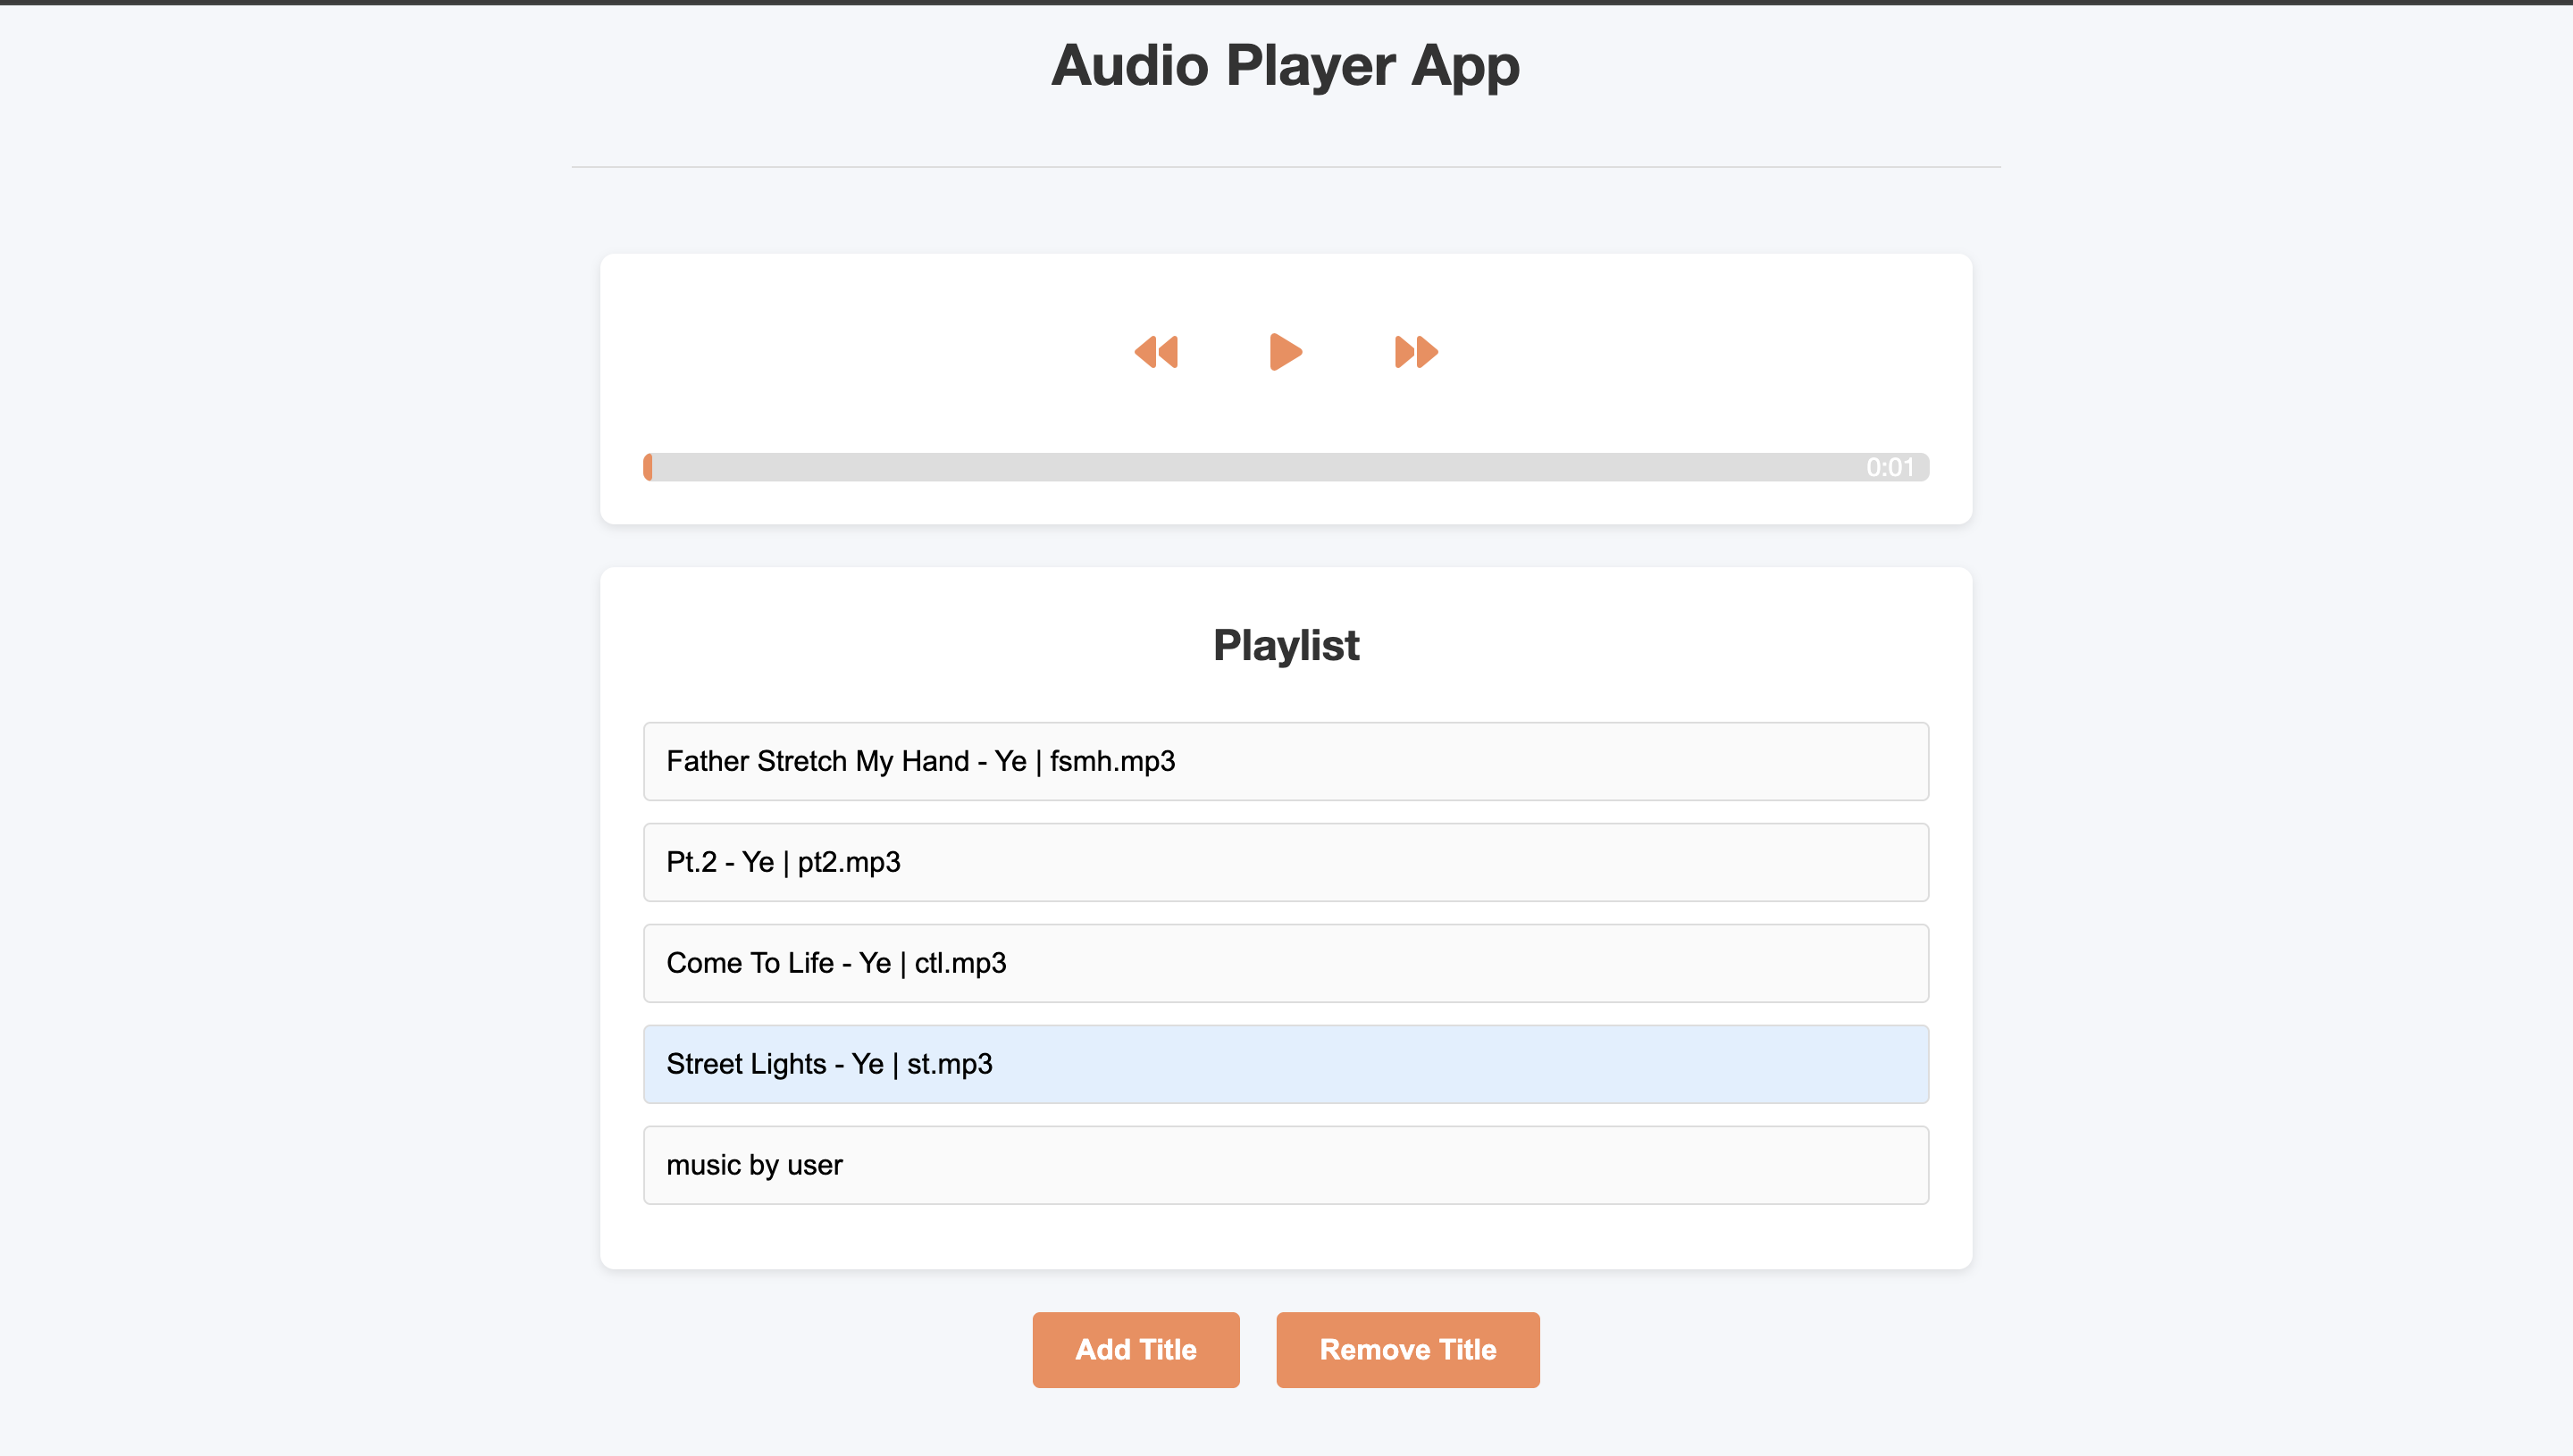 Audio Player App
0:01
Playlist
Father Stretch My Hand - Ye | fsmh.mp3
Pt.2 - Ye | pt2.mp3
Come To Life - Ye | ctl.mp3
Street Lights - Ye | st.mp3
music by user
Add Title
Remove Title